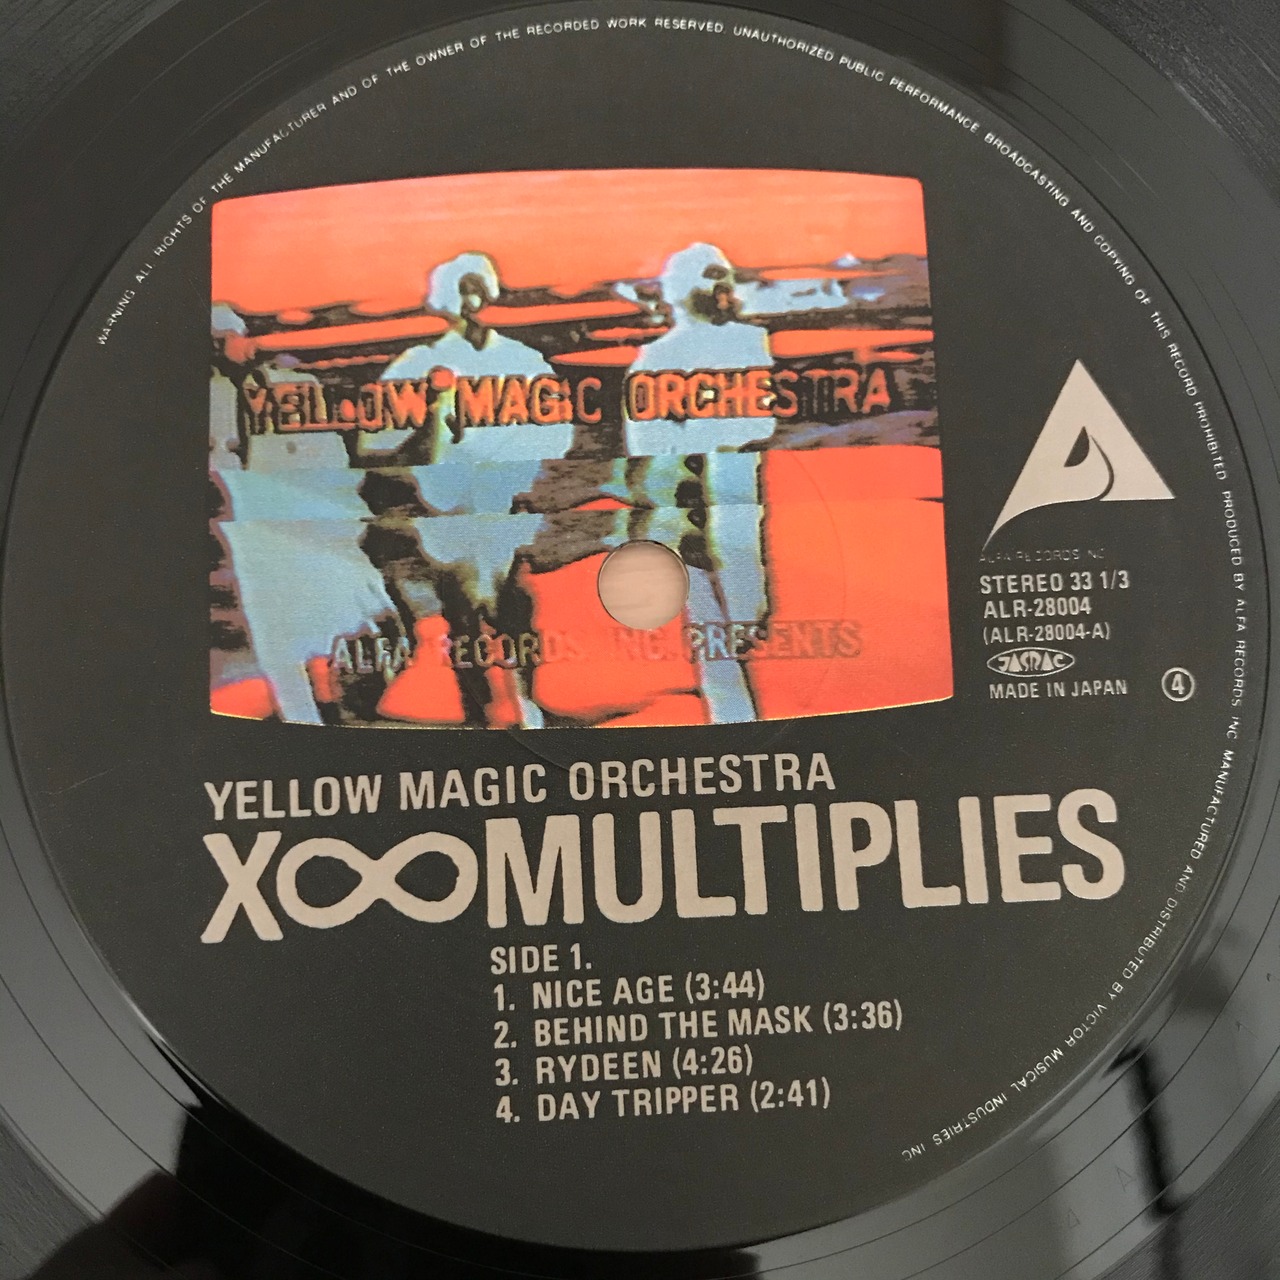 WARNING. ALL RIGHTS OF THE MANUFACTURER AND OF THE OWNER OF THE RECORDED WORK RESERVED. UNAUTHORIZED PUBLIC PERFORMANCE BROADCASTING AND COPYING OF THIS RECORD PROHIBITED PRODUCED BY ALFA RECORDS INC MANUFACTURED AND DISTRIBUTED BY VICTOR MUSICAL INDUSTRIES INC
YELLOW MAGIC ORCHESTRA
ALFA RECORDS. INC. PRESENTS
ALFA RECORDS INC
STEREO 33 1/3
ALR-28004
(ALR-28004-A)
JASRAC
MADE IN JAPAN
4
YELLOW MAGIC ORCHESTRA
X∞MULTIPLIES
SIDE 1.
1. NICE AGE (3:44)
2. BEHIND THE MASK (3:36)
3. RYDEEN (4:26)
4. DAY TRIPPER (2:41)